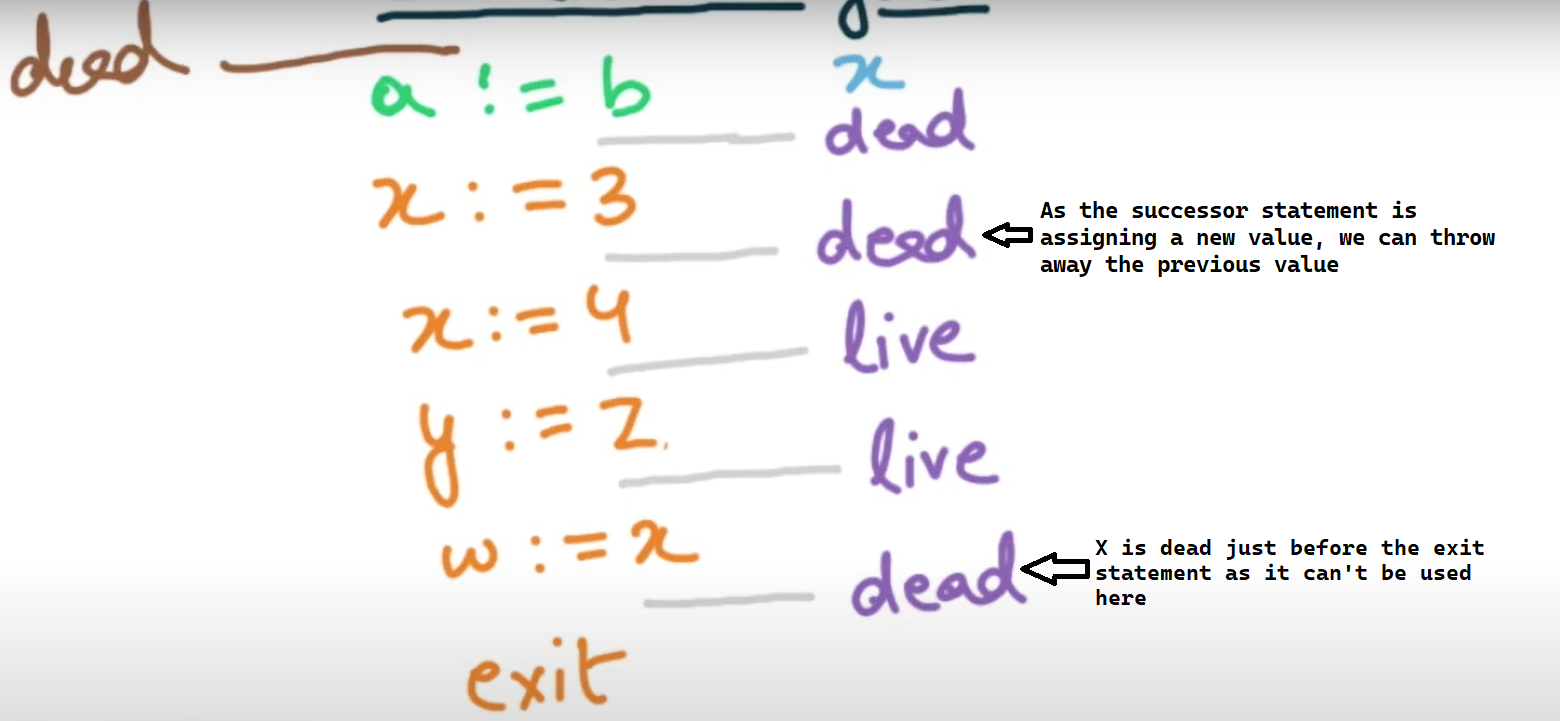 dead
a := b
x
dead
x := 3
dead
As the successor statement is
assigning a new value, we can throw
away the previous value
x := 4
live
y := z
live
w := x
dead
X is dead just before the exit
statement as it can't be used
here
exit